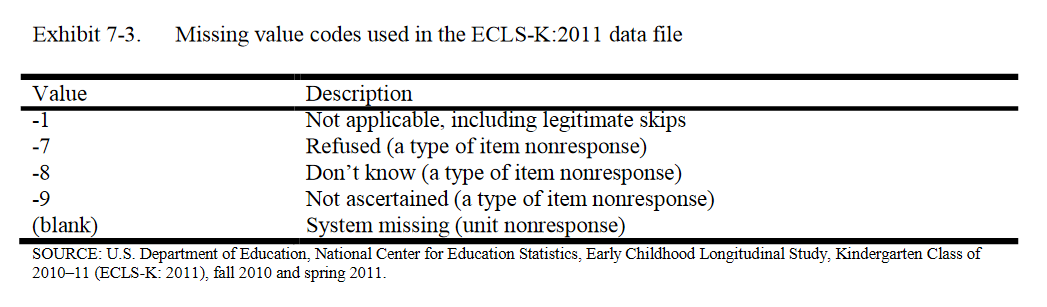 Exhibit 7-3. Missing value codes used in the ECLS-K:2011 data file
Value Description
-1 Not applicable, including legitimate skips
-7 Refused (a type of item nonresponse)
-8 Don’t know (a type of item nonresponse)
-9 Not ascertained (a type of item nonresponse)
(blank) System missing (unit nonresponse)
SOURCE: U.S. Department of Education, National Center for Education Statistics, Early Childhood Longitudinal Study, Kindergarten Class of
2010–11 (ECLS-K: 2011), fall 2010 and spring 2011.